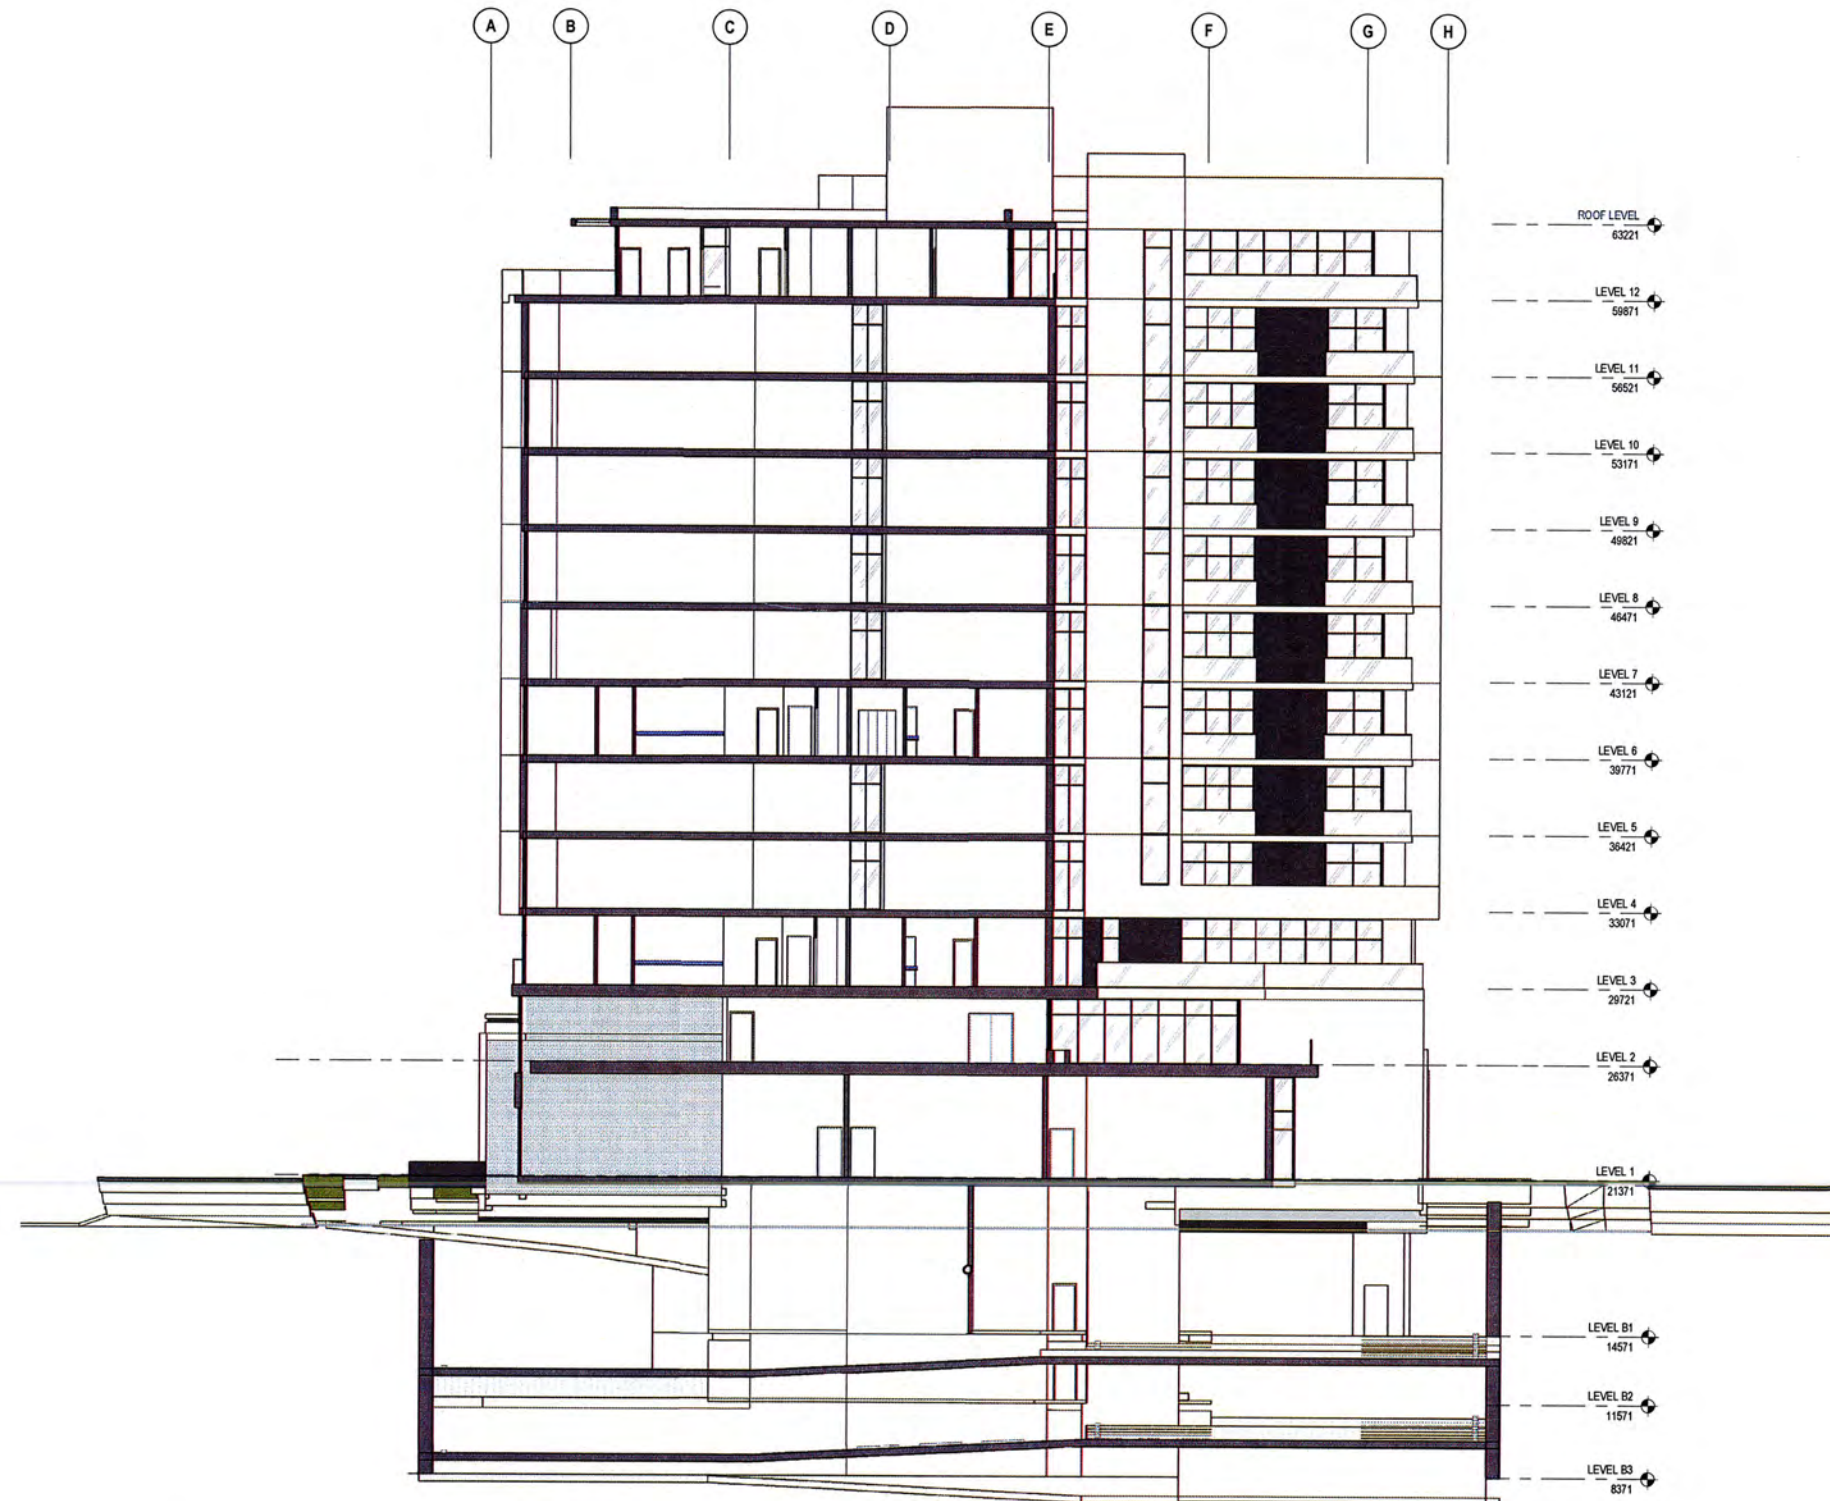 A B C D E F G H
ROOF LEVEL
63221
LEVEL 12
59871
LEVEL 11
56521
LEVEL 10
53171
LEVEL 9
49821
LEVEL 8
46471
LEVEL 7
43121
LEVEL 6
39771
LEVEL 5
36421
LEVEL 4
33071
LEVEL 3
29721
LEVEL 2
26371
LEVEL 1
21371
LEVEL B1
14571
LEVEL B2
11571
LEVEL B3
8371